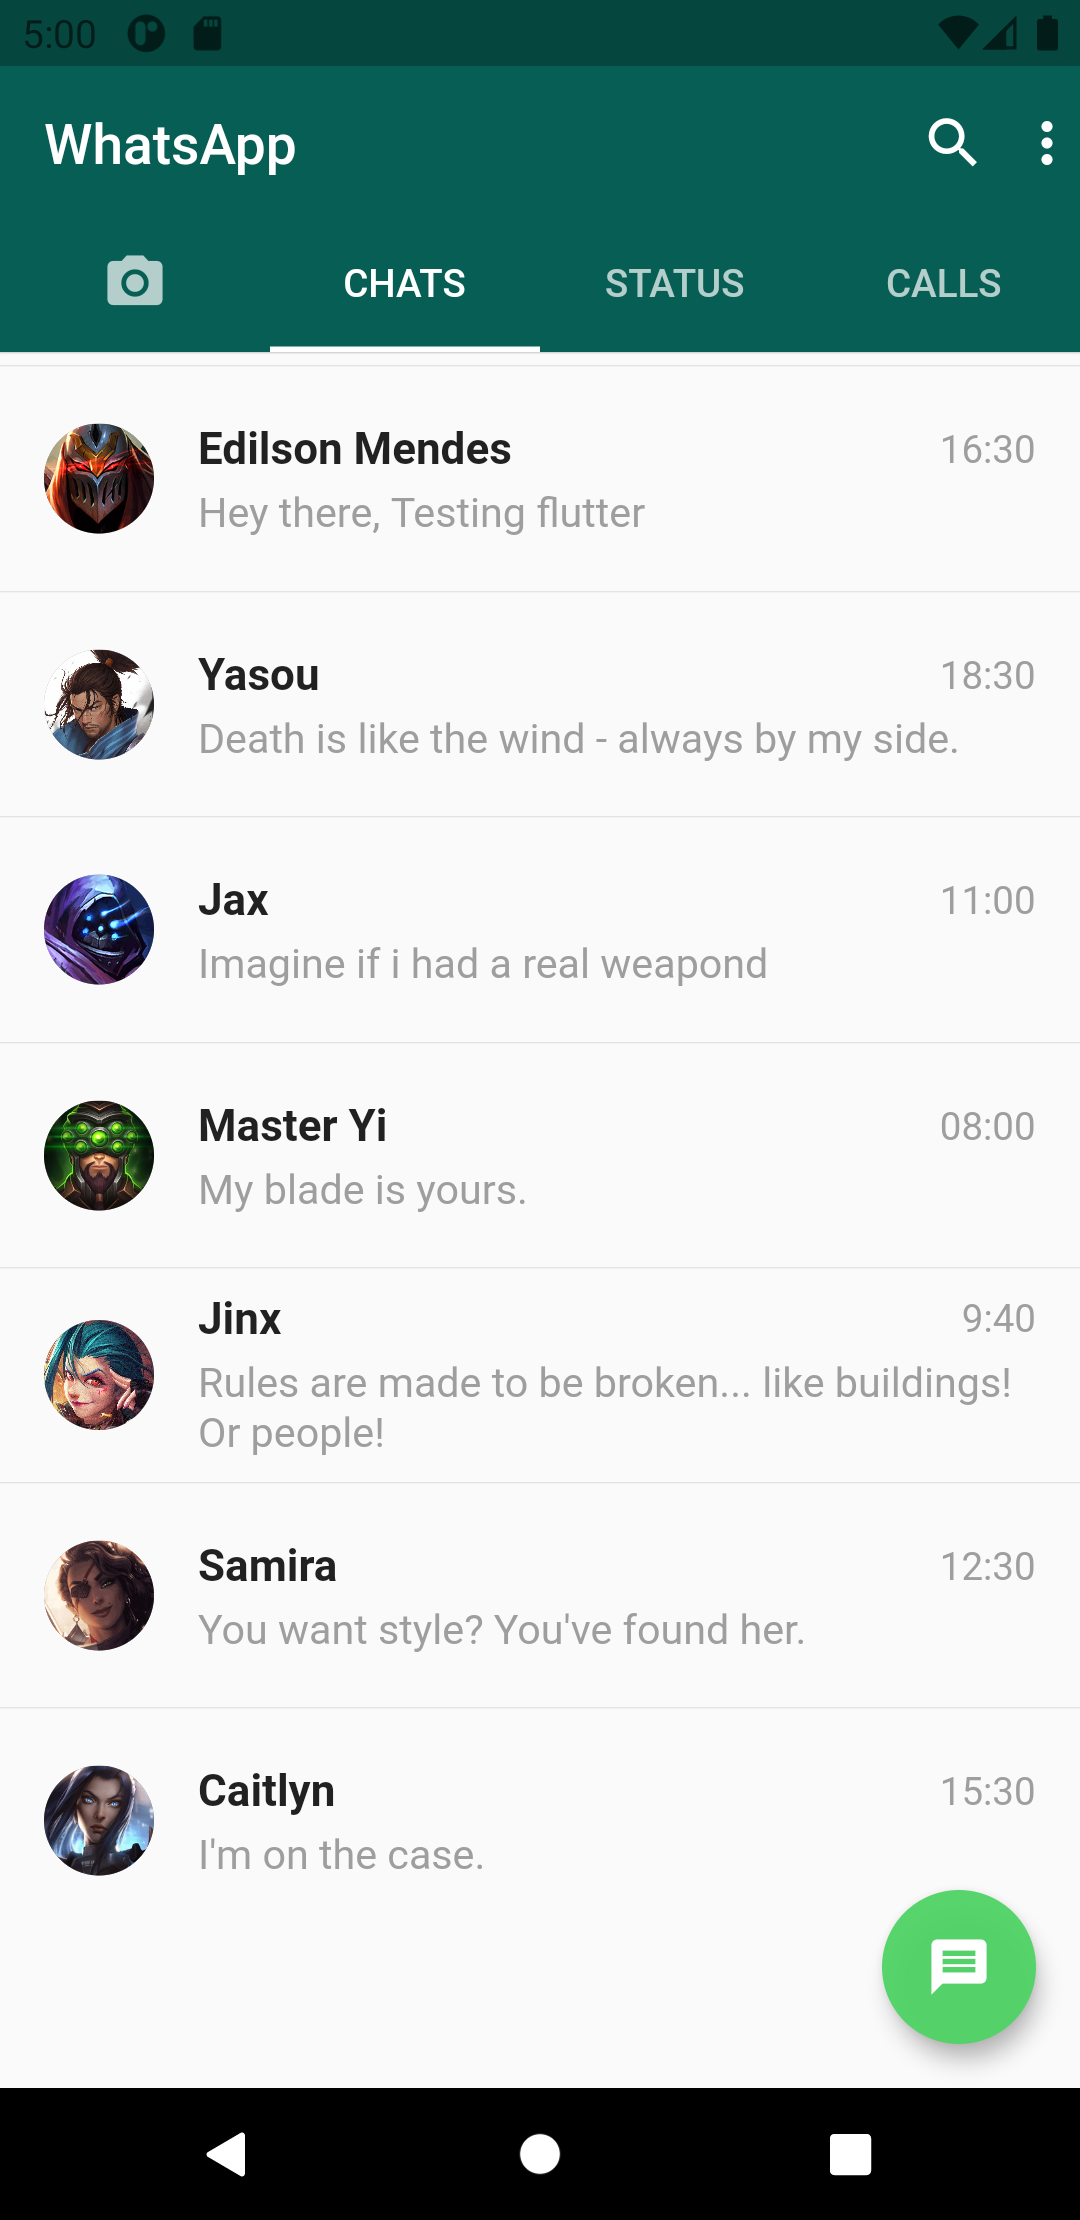 5:00
WhatsApp
CHATS STATUS CALLS
Edilson Mendes 16:30
Hey there, Testing flutter
Yasou 18:30
Death is like the wind - always by my side.
Jax 11:00
Imagine if i had a real weapond
Master Yi 08:00
My blade is yours.
Jinx 9:40
Rules are made to be broken... like buildings!
Or people!
Samira 12:30
You want style? You've found her.
Caitlyn 15:30
I'm on the case.